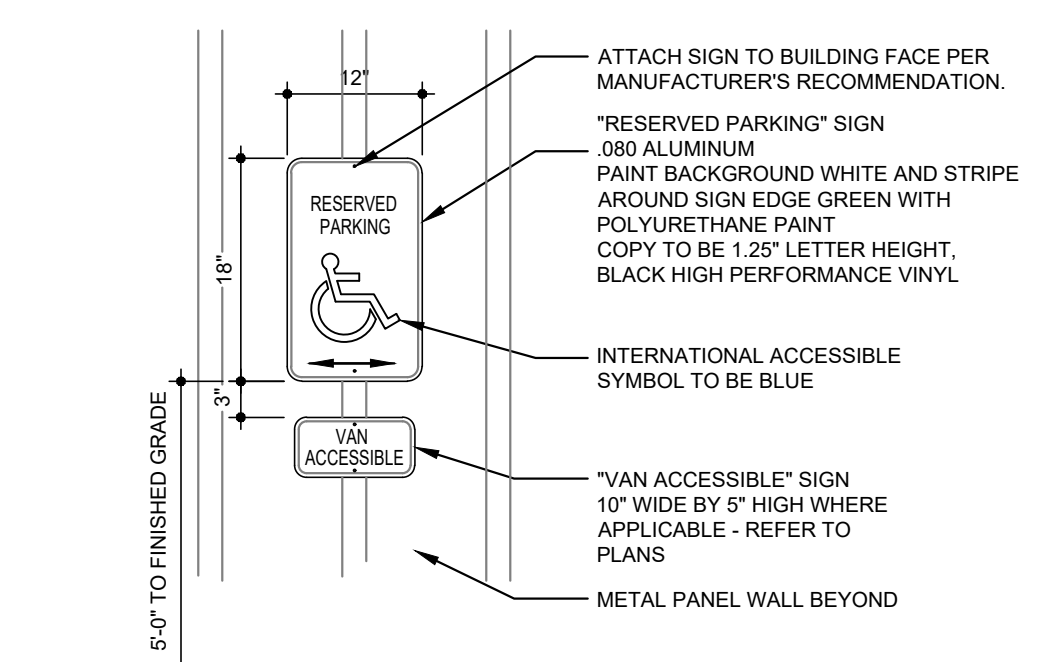 ATTACH SIGN TO BUILDING FACE PER
MANUFACTURER'S RECOMMENDATION.
12"
"RESERVED PARKING" SIGN
.080 ALUMINUM
PAINT BACKGROUND WHITE AND STRIPE
AROUND SIGN EDGE GREEN WITH
POLYURETHANE PAINT
COPY TO BE 1.25" LETTER HEIGHT,
BLACK HIGH PERFORMANCE VINYL
RESERVED
PARKING
18"
INTERNATIONAL ACCESSIBLE
SYMBOL TO BE BLUE
3"
5'-0" TO FINISHED GRADE
VAN
ACCESSIBLE
"VAN ACCESSIBLE" SIGN
10" WIDE BY 5" HIGH WHERE
APPLICABLE - REFER TO
PLANS
METAL PANEL WALL BEYOND